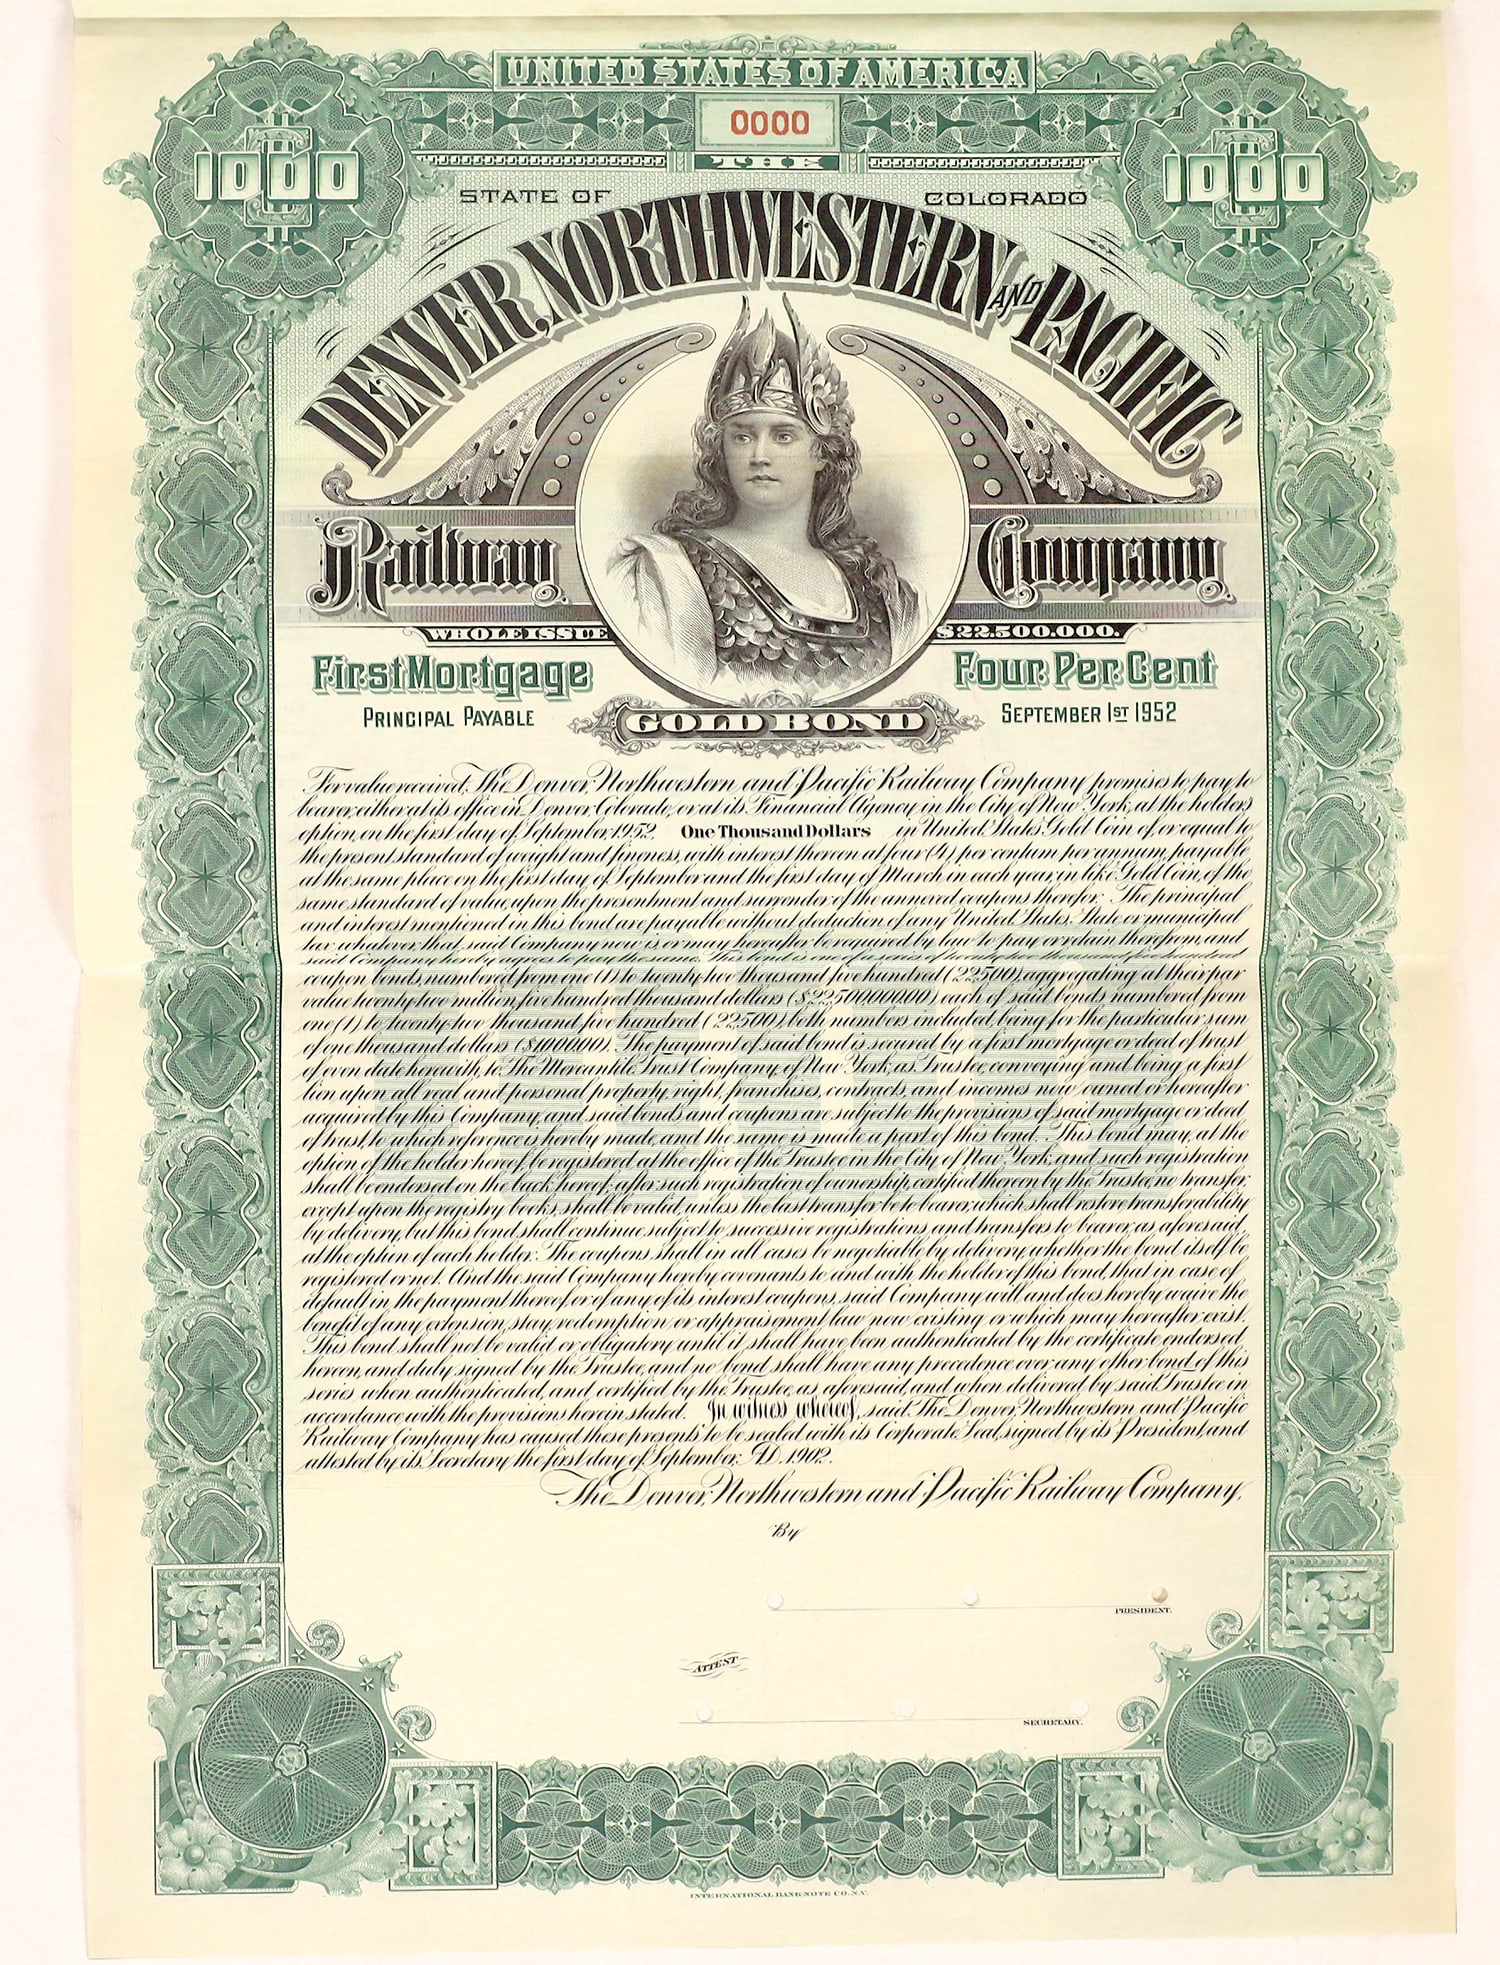 UNITED STATES OF AMERICA
0000
1000
1000
THE
STATE OF COLORADO
DENVER, NORTHWESTERN AND PACIFIC
Railway Company
WHOLE ISSUE $22.500.000.
First Mortgage Four Per Cent
PRINCIPAL PAYABLE GOLD BOND SEPTEMBER 1ST 1952
For value received, The Denver, Northwestern and Pacific Railway Company promises to pay to
bearer, either at its office in Denver, Colorado, or at its Financial Agency, in the City of New York, at the holders
option, on the first day of September, 1952, One Thousand Dollars in United States Gold Coin of, or equal to
the present standard of weight and fineness, with interest thereon at four (4) per centum per annum, payable
at the same place on the first day of September and the first day of March in each year, in like Gold Coin, of the
same standard of value, upon the presentment and surrender of the annexed coupons therefor. The principal
and interest mentioned in this bond are payable without deduction of any United States, State or municipal
tax whatever, that said Company now is or may hereafter be required by law to pay or retain therefrom, and
said Company hereby agrees to pay the same. This bond is one of a series of twenty two thousand five hundred
coupon bonds, numbered from one (1) to twenty-two thousand five hundred (22500), aggregating at their par
value twenty-two million, five hundred thousand dollars ($22,500,000.00), each of said bonds numbered from
one (1) to twenty-two thousand five hundred (22500), both numbers included, being for the particular sum
of one thousand dollars ($1000.00). The payment of said bond is secured by a first mortgage or deed of trust
of even date herewith, to The Mercantile Trust Company of New York, as Trustee, conveying and being a first
lien upon all real and personal property, right, franchises, contracts, and incomes now owned or hereafter
acquired by this Company, and said bonds and coupons are subject to the provisions of said mortgage or deed
of trust, to which reference is hereby made, and the same is made a part of this bond. This bond may, at the
option of the holder hereof, be registered at the office of the Trustee in the City of New York, and such registration
shall be endorsed on the back hereof; after such registration of ownership, certified thereon by the Trustee, no transfer,
except upon the registry books, shall be valid, unless the last transfer be to bearer, which shall restore transferability
by delivery, but this bond shall continue subject to successive registrations and transfers to bearer, as aforesaid,
at the option of each holder. The coupons shall in all cases be negotiable by delivery, whether the bond itself be
registered or not. And the said Company hereby covenants to and with the holder of this bond, that in case of
default in the payment thereof or of any of its interest coupons, said Company will and does hereby waive the
benefit of any extension, stay, redemption or appraisement law now existing or which may hereafter exist.
This bond shall not be valid or obligatory until it shall have been authenticated by the certificate endorsed
hereon, and duly signed by the Trustee, and no bond shall have any precedence over any other bond of this
series when authenticated, and certified by the Trustee as aforesaid, and when delivered by said Trustee in
accordance with the provisions herein stated. In witness whereof, said The Denver, Northwestern and Pacific
Railway Company has caused these presents to be sealed with its Corporate Seal, signed by its President, and
attested by its Secretary the first day of September, A.D. 1902.
The Denver, Northwestern and Pacific Railway Company.
By
PRESIDENT.
ATTEST
SECRETARY.
INTERNATIONAL BANK NOTE CO. N.Y.